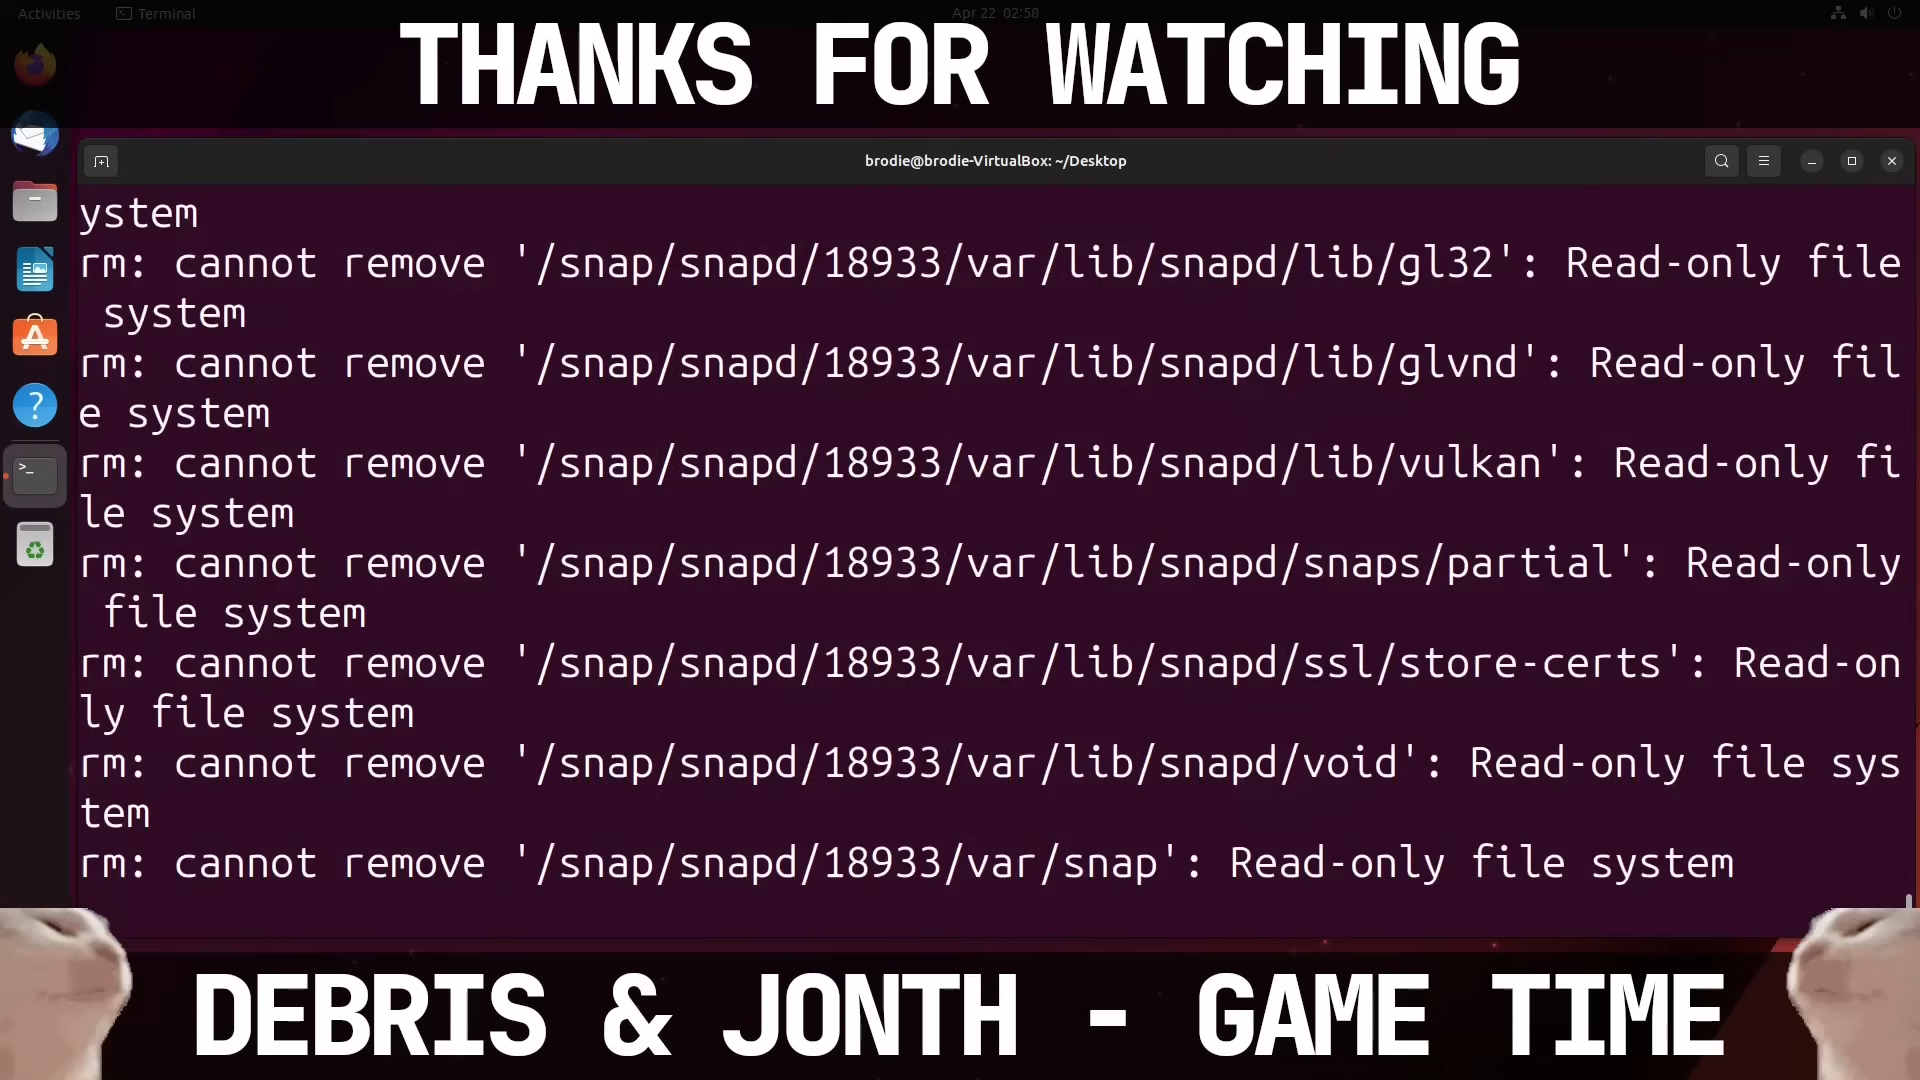 Activities Terminal Apr 22 02:58
THANKS FOR WATCHING
brodie@brodie-VirtualBox: ~/Desktop
ystem
rm: cannot remove '/snap/snapd/18933/var/lib/snapd/lib/gl32': Read-only file
 system
rm: cannot remove '/snap/snapd/18933/var/lib/snapd/lib/glvnd': Read-only fil
e system
rm: cannot remove '/snap/snapd/18933/var/lib/snapd/lib/vulkan': Read-only fi
le system
rm: cannot remove '/snap/snapd/18933/var/lib/snapd/snaps/partial': Read-only
 file system
rm: cannot remove '/snap/snapd/18933/var/lib/snapd/ssl/store-certs': Read-on
ly file system
rm: cannot remove '/snap/snapd/18933/var/lib/snapd/void': Read-only file sys
tem
rm: cannot remove '/snap/snapd/18933/var/snap': Read-only file system
DEBRIS & JONTH - GAME TIME